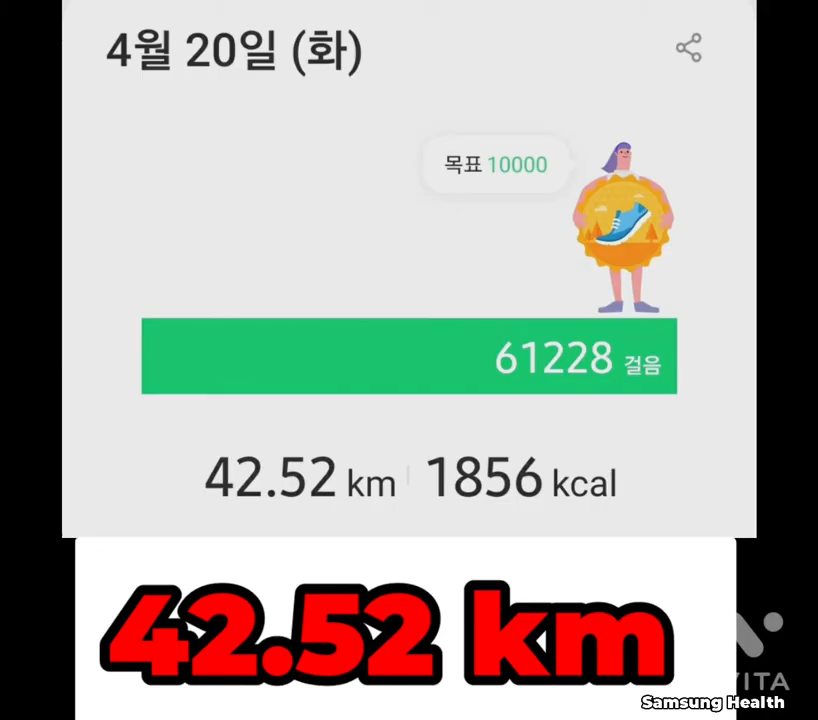 4월 20일 (화)
목표 10000
61228 걸음
42.52 km 1856 kcal
42.52 km
VITA
Samsung Health